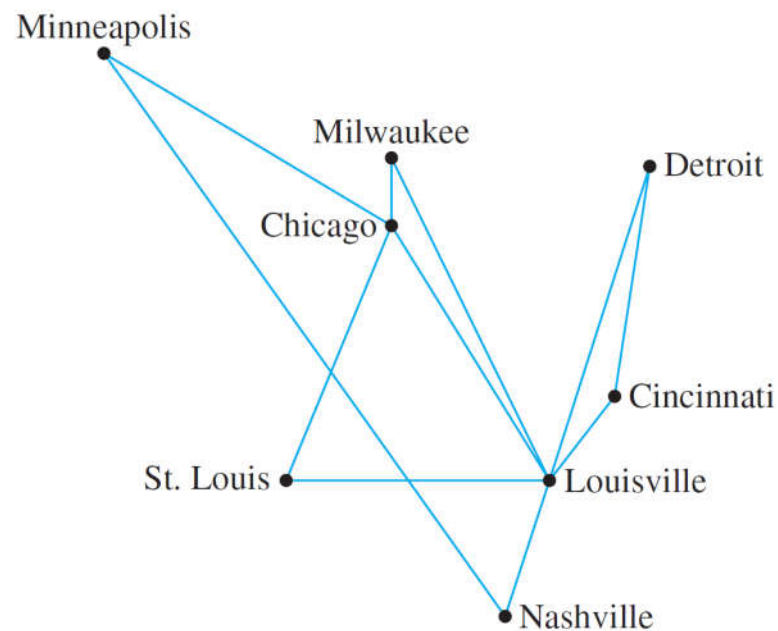 Minneapolis
Milwaukee
Detroit
Chicago
Cincinnati
St. Louis
Louisville
Nashville